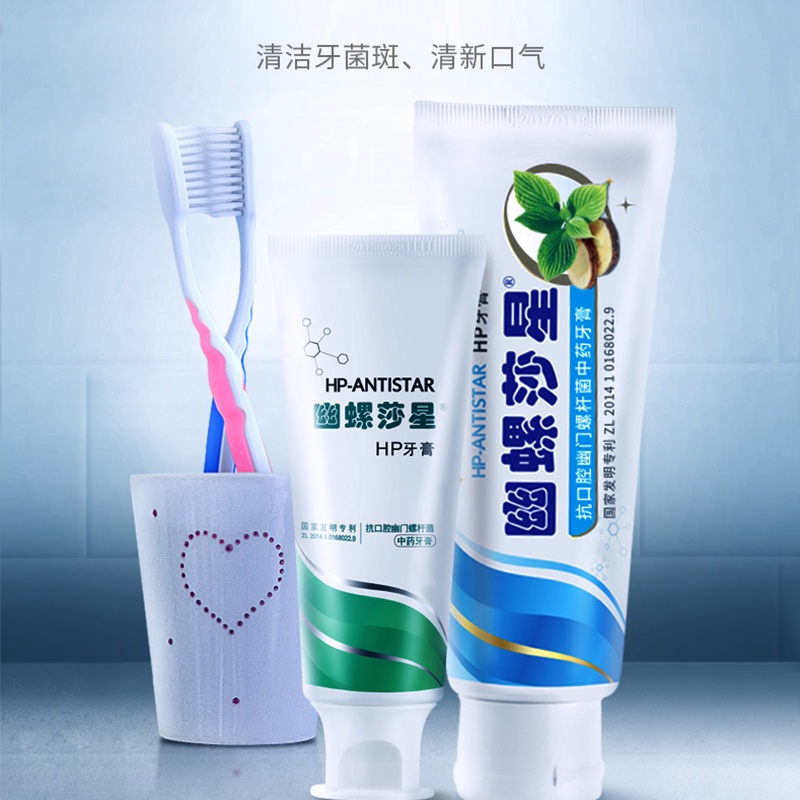 清洁牙菌斑、清新口气
HP-ANTISTAR
幽螺莎星®
HP牙膏
国家发明专利
ZL 2014 1 0168022.9
抗口腔幽门螺杆菌
中药牙膏
HP-ANTISTAR HP牙膏
幽螺莎星®
抗口腔幽门螺杆菌中药牙膏
国家发明专利 ZL 2014 1 0168022.9